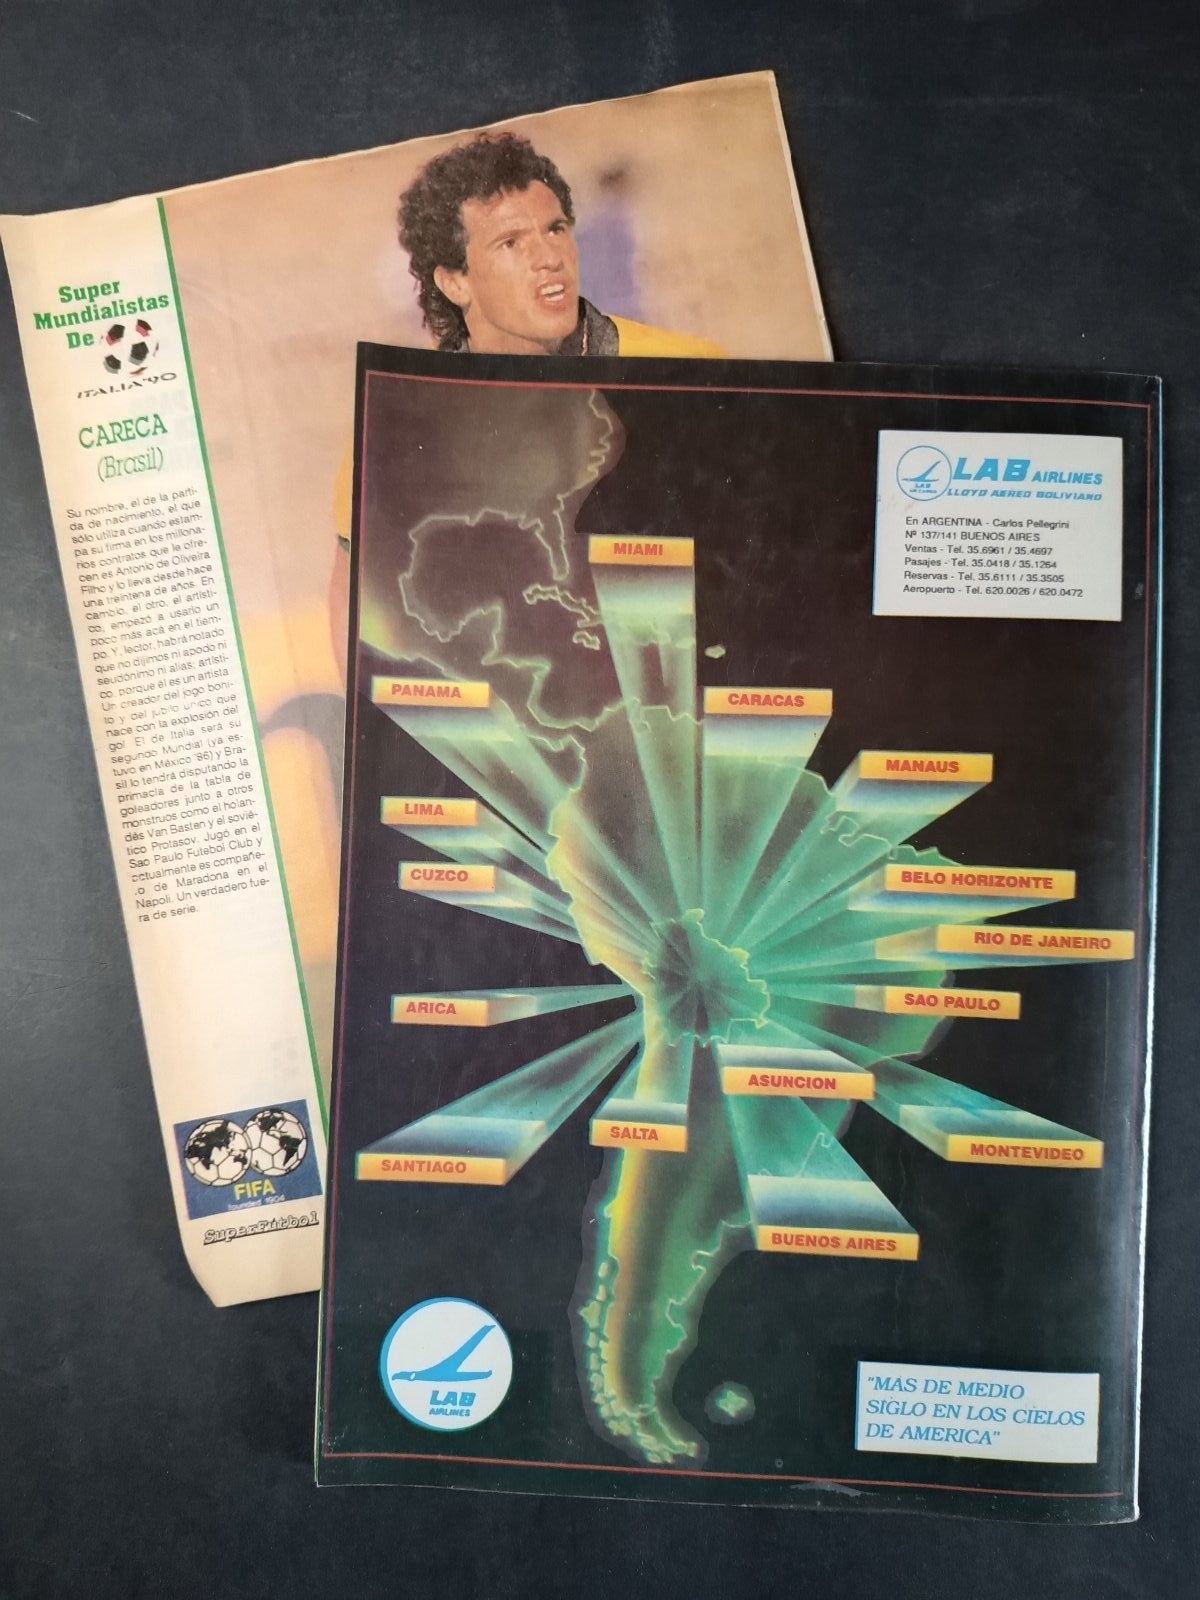 Super
Mundialistas
De
ITALIA'90
CARECA
(Brasil)
Su nombre, el de la parti-
da de nacimiento, el que
sólo utiliza cuando estam-
pa su firma en los millona-
rios contratos que le ofre-
cen es Antonio de Oliveira
Filho y lo lleva desde hace
una treintena de años. En
cambio, el otro, el artísti-
co, empezó a usarlo un
poco más acá en el tiem-
po. Y, lector, habrá notado
que no dijimos ni apodo ni
seudónimo ni alias; artísti-
co, porque él es un artista
Un creador del jogo boni-
to y del jubilo unico que
nace con la explosión del
gol El de Italia será su
segundo Mundial (ya es-
tuvo en México '86) y Bra-
sil lo tendrá disputando la
primacía de la tabla de
goleadores junto a otros
monstruos como el holan-
dés Van Basten y el sovié-
tico Protasov. Jugó en el
Sao Paulo Futebol Club y
actualmente es compañe-
.o de Maradona en el
Napoli. Un verdadero fue-
ra de serie.
FIFA
founded 1904
SuperFútbol
LAB
AIR CARGO
LAB AIRLINES
LLOYD AEREO BOLIVIANO
En ARGENTINA - Carlos Pellegrini
Nº 137/141 BUENOS AIRES
Ventas - Tel. 35.6961 / 35.4697
Pasajes - Tel. 35.0418 / 35.1264
Reservas - Tel. 35.6111 / 35.3505
Aeropuerto - Tel. 620.0026 / 620.0472
MIAMI
PANAMA
CARACAS
MANAUS
LIMA
CUZCO
BELO HORIZONTE
RIO DE JANEIRO
ARICA
SAO PAULO
ASUNCION
SALTA
SANTIAGO
MONTEVIDEO
BUENOS AIRES
LAB
AIRLINES
"MAS DE MEDIO
SIGLO EN LOS CIELOS
DE AMERICA"
©